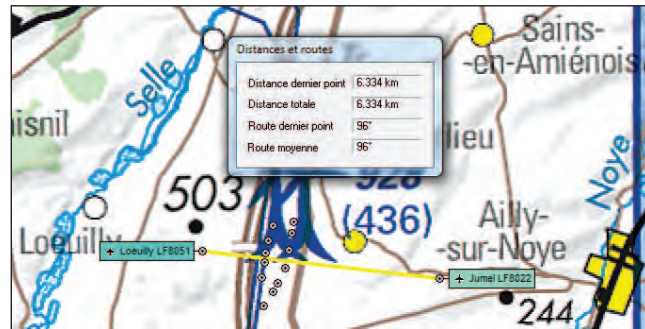 Sains-
-en-Amiénois
Distances et routes
Distance dernier point 6.334 km
Distance totale 6.334 km
Route dernier point 96°
Route moyenne 96°
Selle
isnil
lieu
Noye
503
928
(436)
Ailly-
-sur-Noye
Loeuilly
Loeuilly LF8051
Jumel LF8022
244